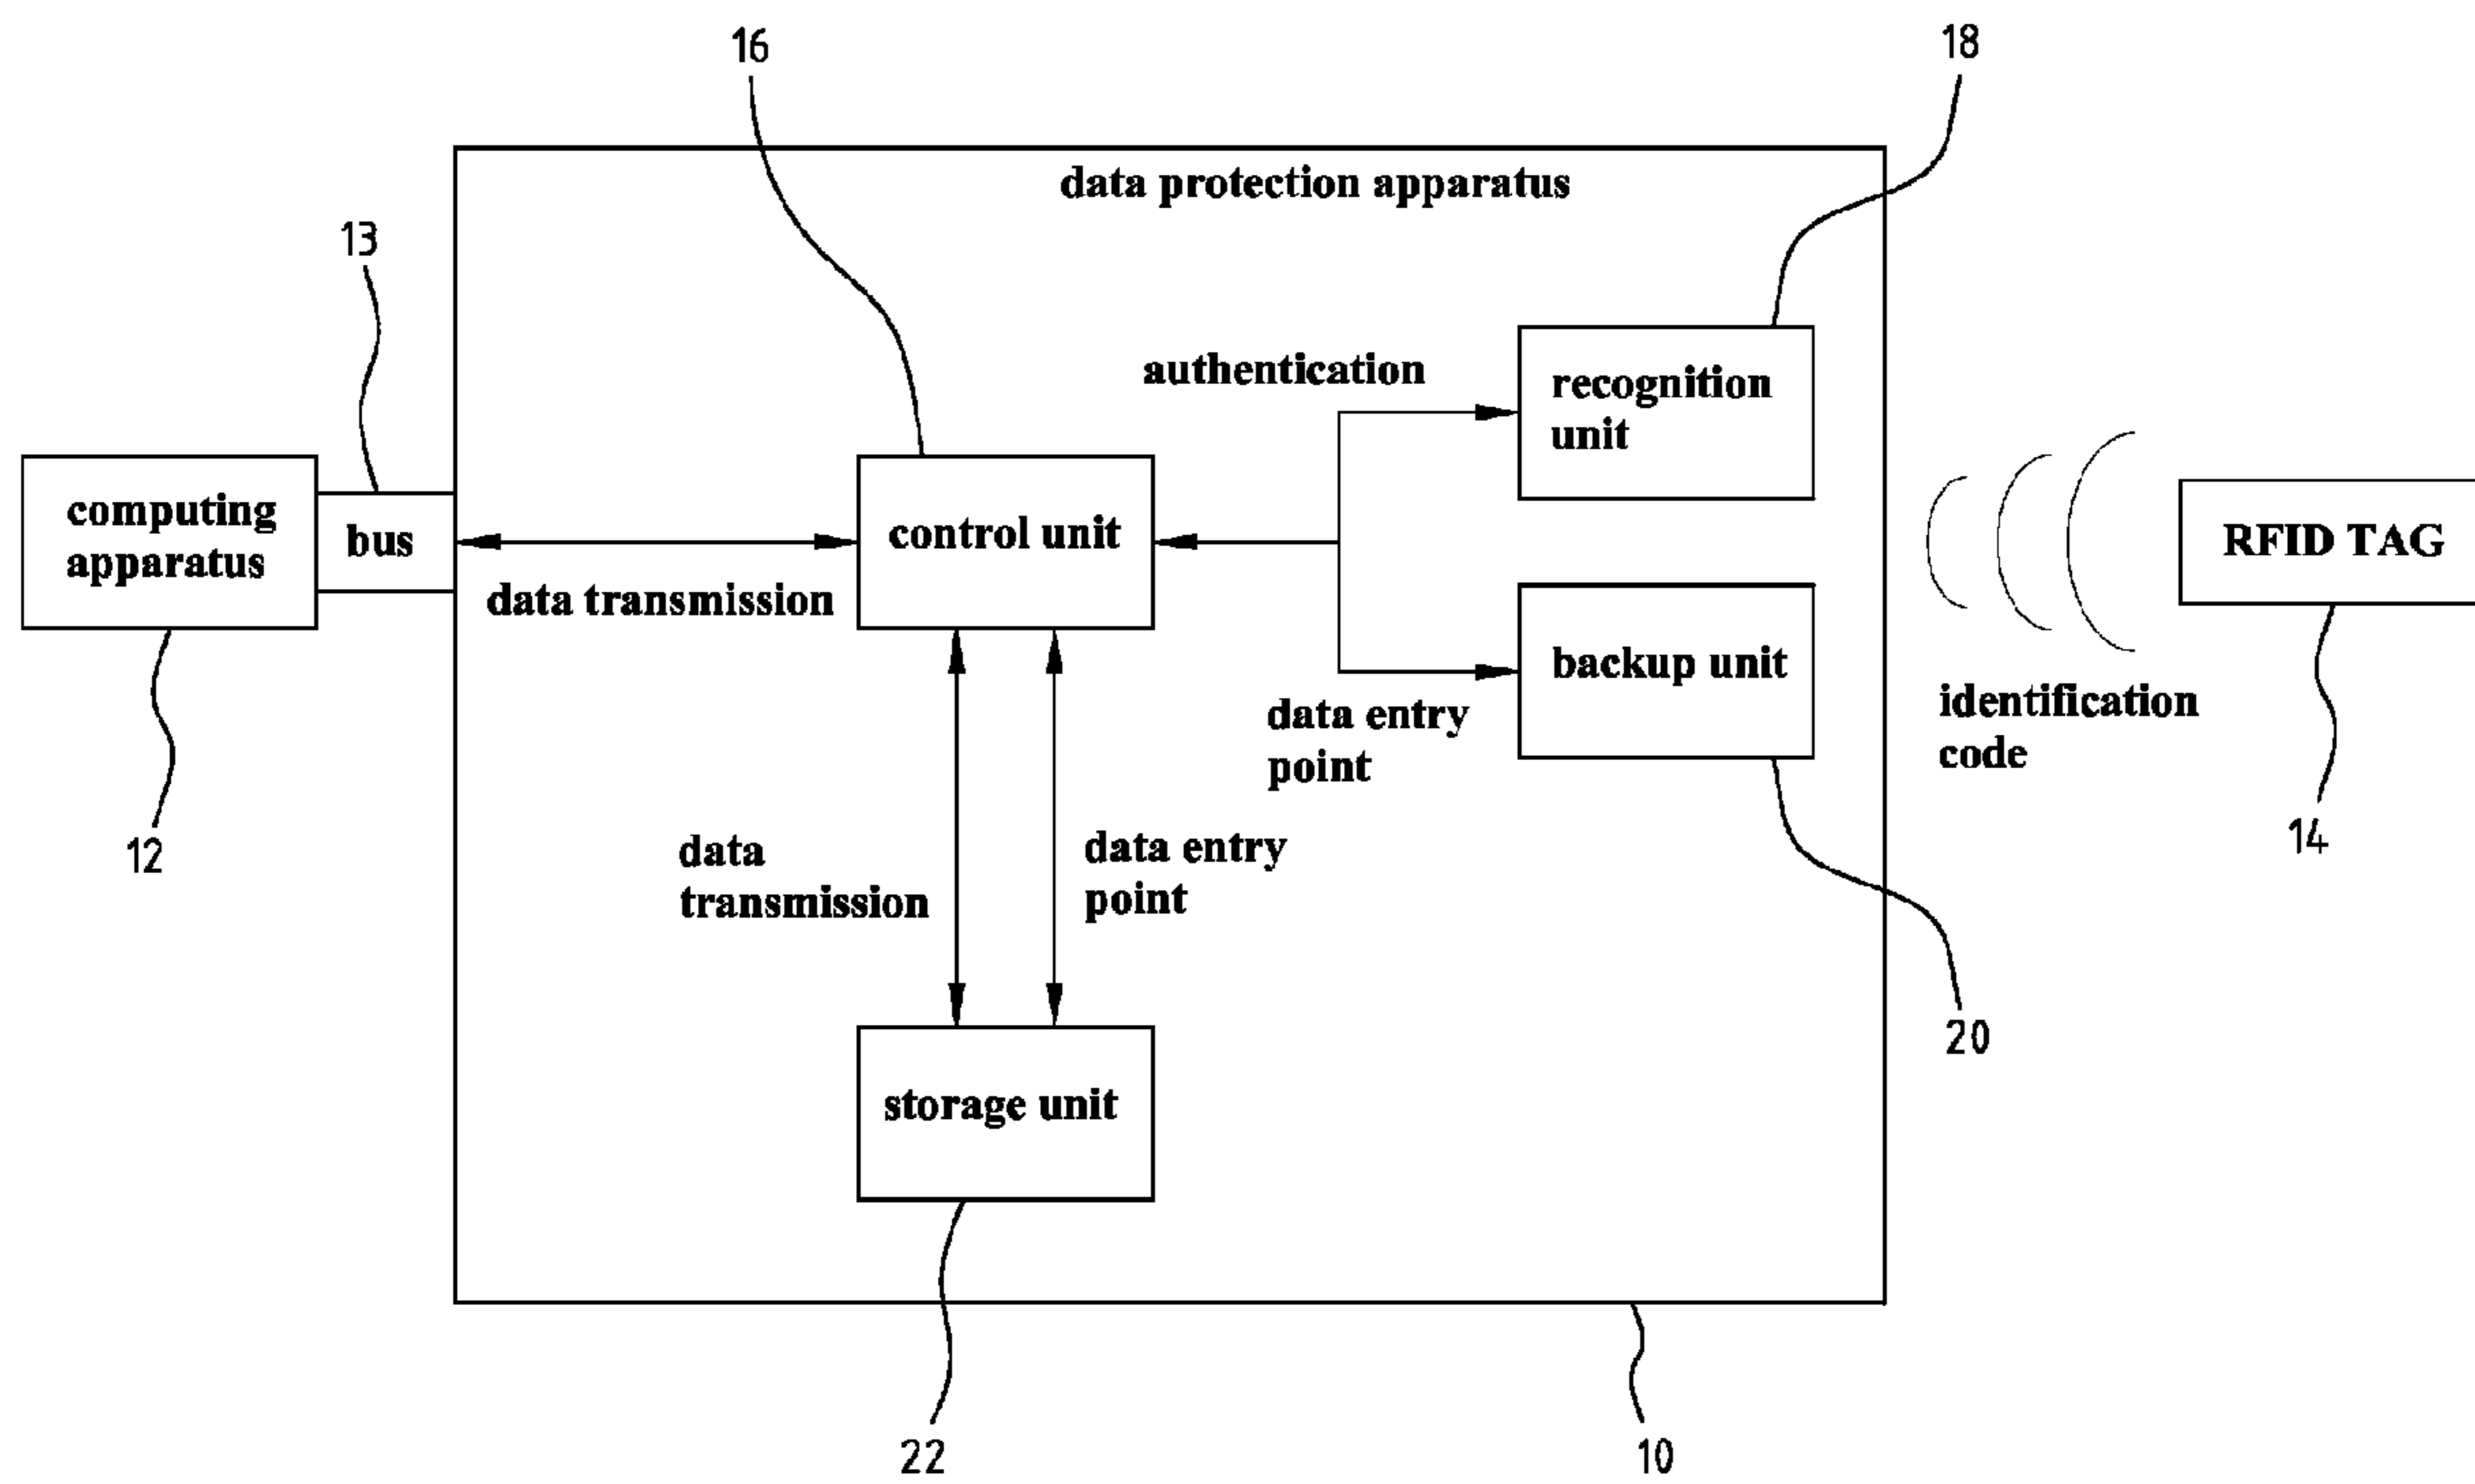 16
18
data protection apparatus
13
authentication
recognition
unit
computing
apparatus
bus
control unit
RFID TAG
data transmission
backup unit
identification
code
data entry
point
12
14
data
transmission
data entry
point
20
storage unit
22
10